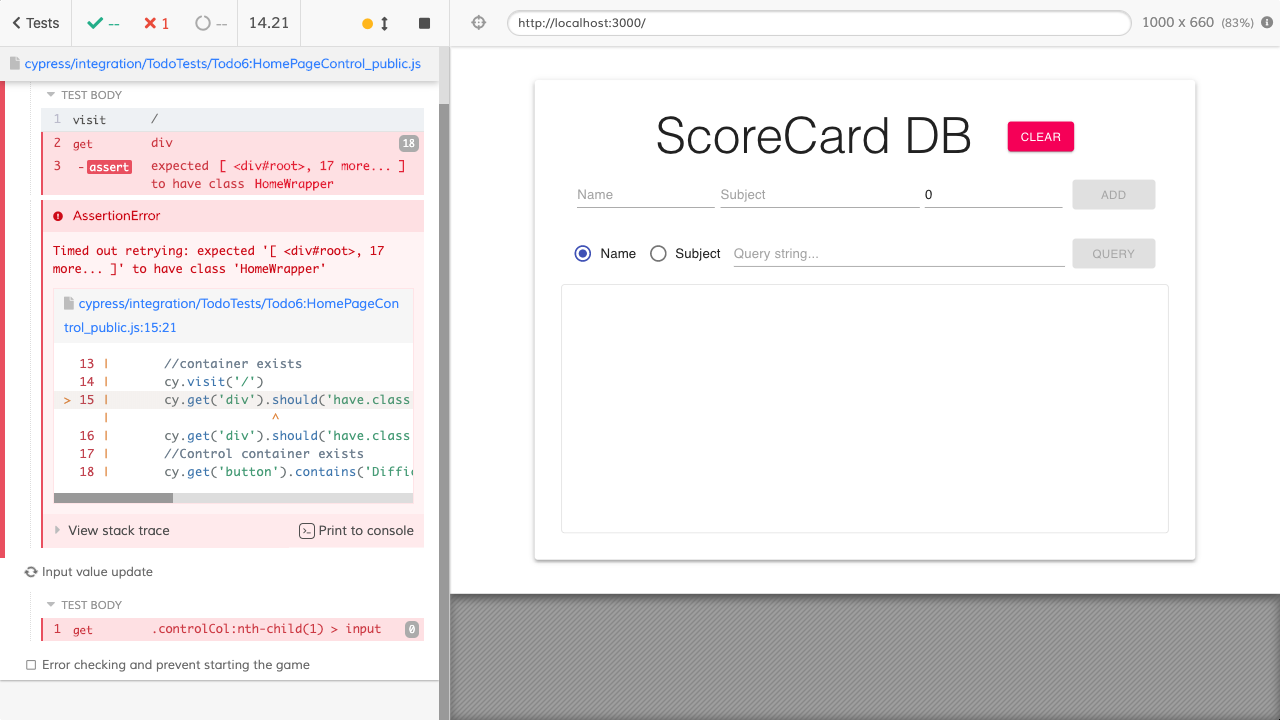 Tests
--
1
--
14.21
http://localhost:3000/
1000 x 660 (83%)
cypress/integration/TodoTests/Todo6:HomePageControl_public.js
TEST BODY
1 visit /
2 get div 18
3 - assert expected [ <div#root>, 17 more... ]
to have class HomeWrapper
AssertionError
Timed out retrying: expected '[ <div#root>, 17
more... ]' to have class 'HomeWrapper'
cypress/integration/TodoTests/Todo6:HomePageCon
trol_public.js:15:21
13 | //container exists
14 | cy.visit('/')
> 15 | cy.get('div').should('have.class
| ^
16 | cy.get('div').should('have.class
17 | //Control container exists
18 | cy.get('button').contains('Diffic
View stack trace
Print to console
Input value update
TEST BODY
1 get .controlCol:nth-child(1) > input 0
Error checking and prevent starting the game
ScoreCard DB
CLEAR
Name
Subject
0
ADD
Name
Subject
Query string...
QUERY